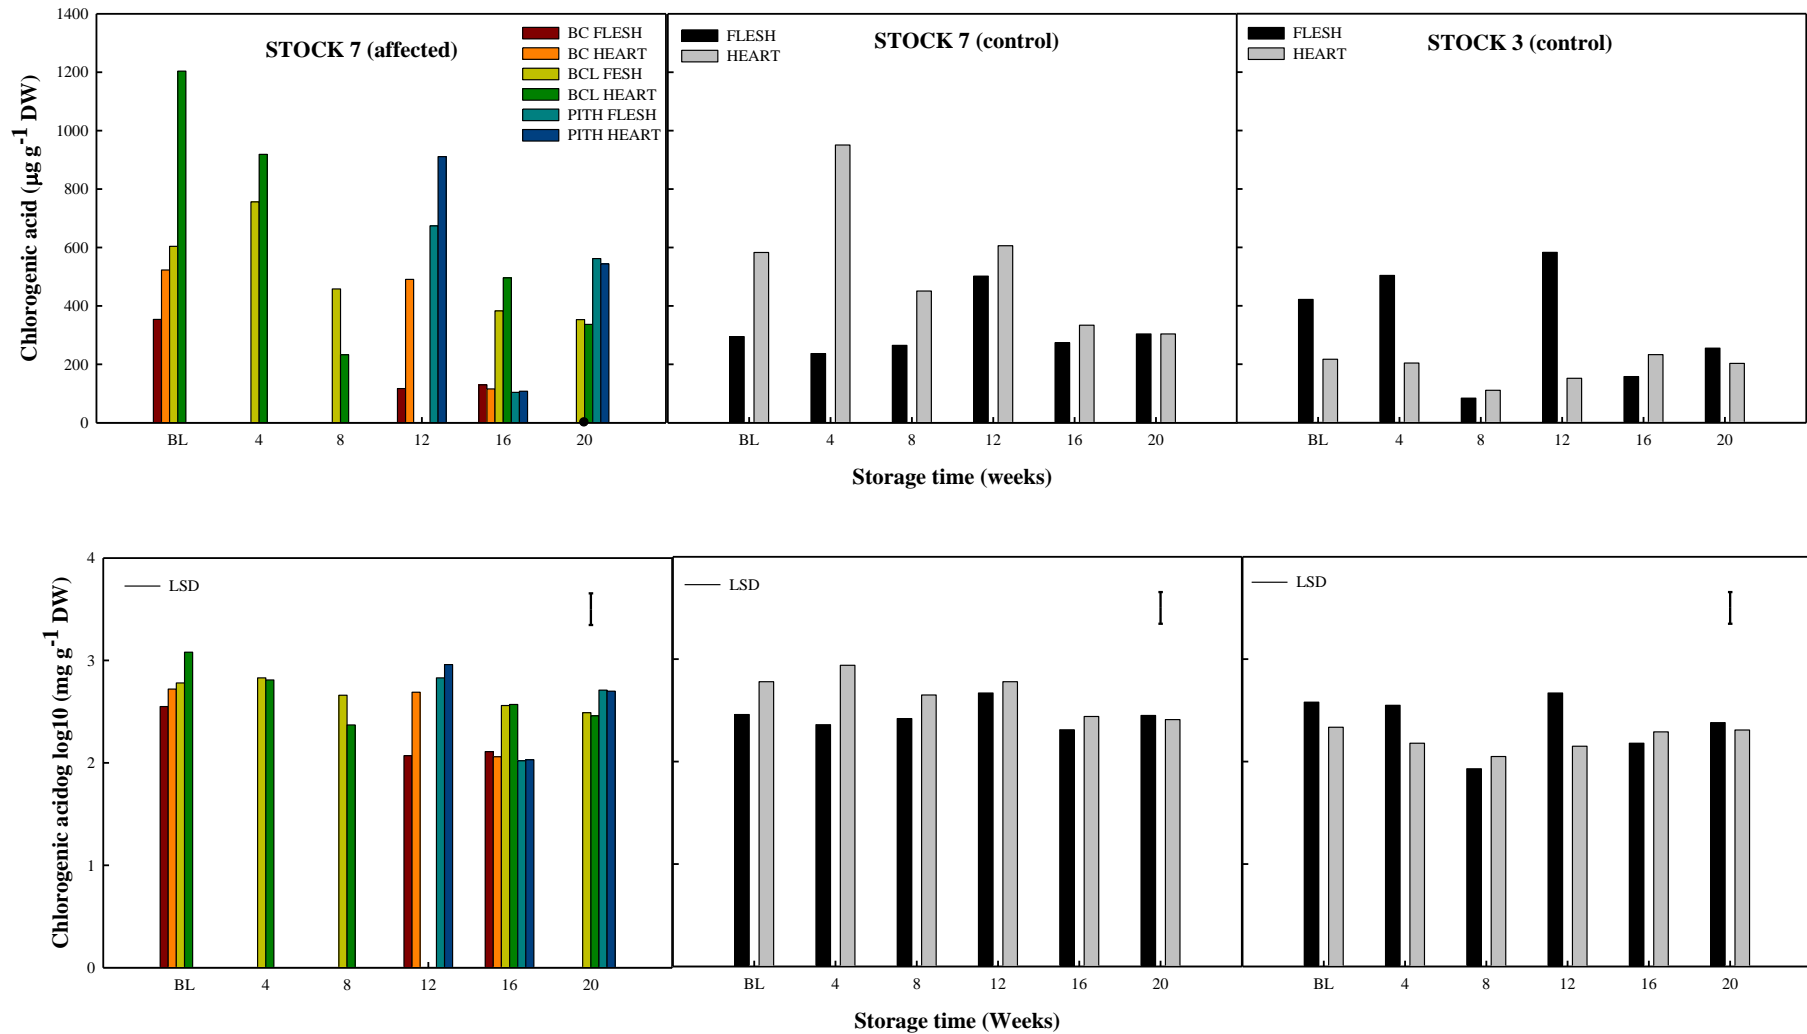 1400
1200
1000
800
600
400
200
0
Chlorogenic acid (µg g-1 DW)
STOCK 7 (affected)
BC FLESH
BC HEART
BCL FESH
BCL HEART
PITH FLESH
PITH HEART
BL 4 8 12 16 20
STOCK 7 (control)
FLESH
HEART
BL 4 8 12 16 20
STOCK 3 (control)
FLESH
HEART
BL 4 8 12 16 20
Storage time (weeks)
4
3
2
1
0
Chlorogenic acidog log10 (mg g-1 DW)
LSD
BL 4 8 12 16 20
LSD
BL 4 8 12 16 20
LSD
BL 4 8 12 16 20
Storage time (Weeks)